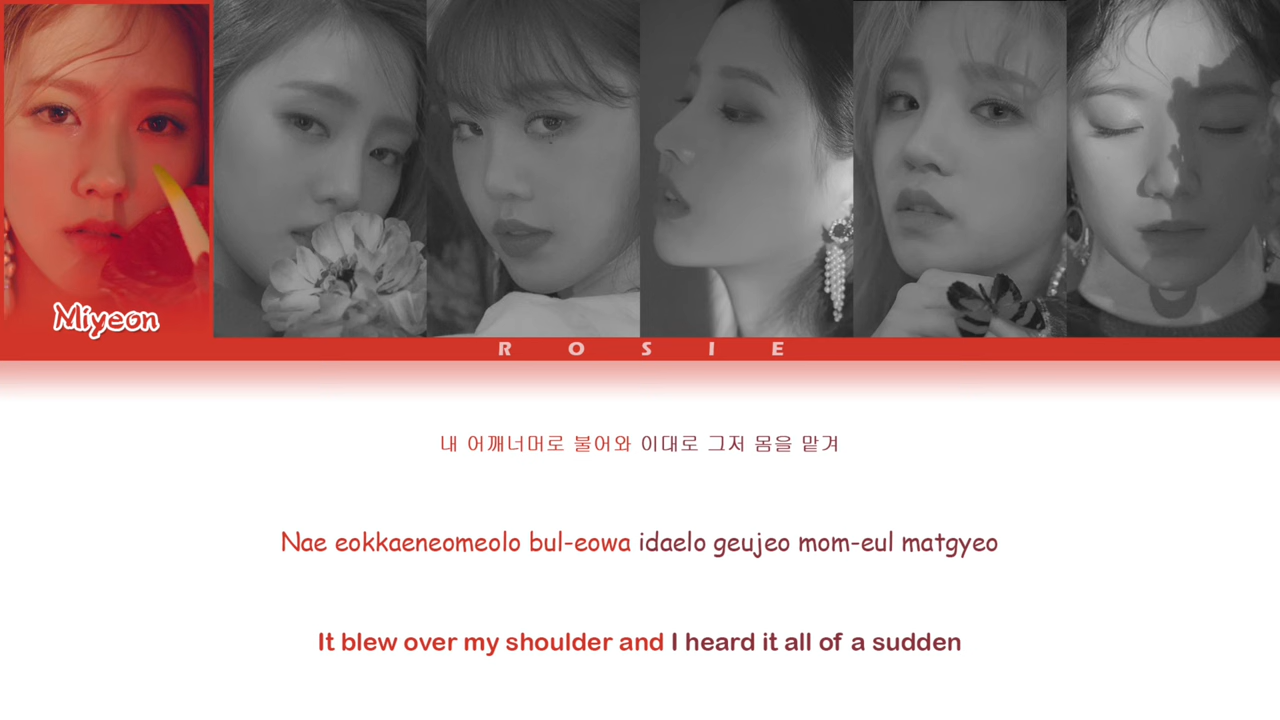 Miyeon
R O S I E
내 어깨너머로 불어와 이대로 그저 몸을 맡겨
Nae eokkaeneomeolo bul-eowa idaelo geujeo mom-eul matgyeo
It blew over my shoulder and I heard it all of a sudden